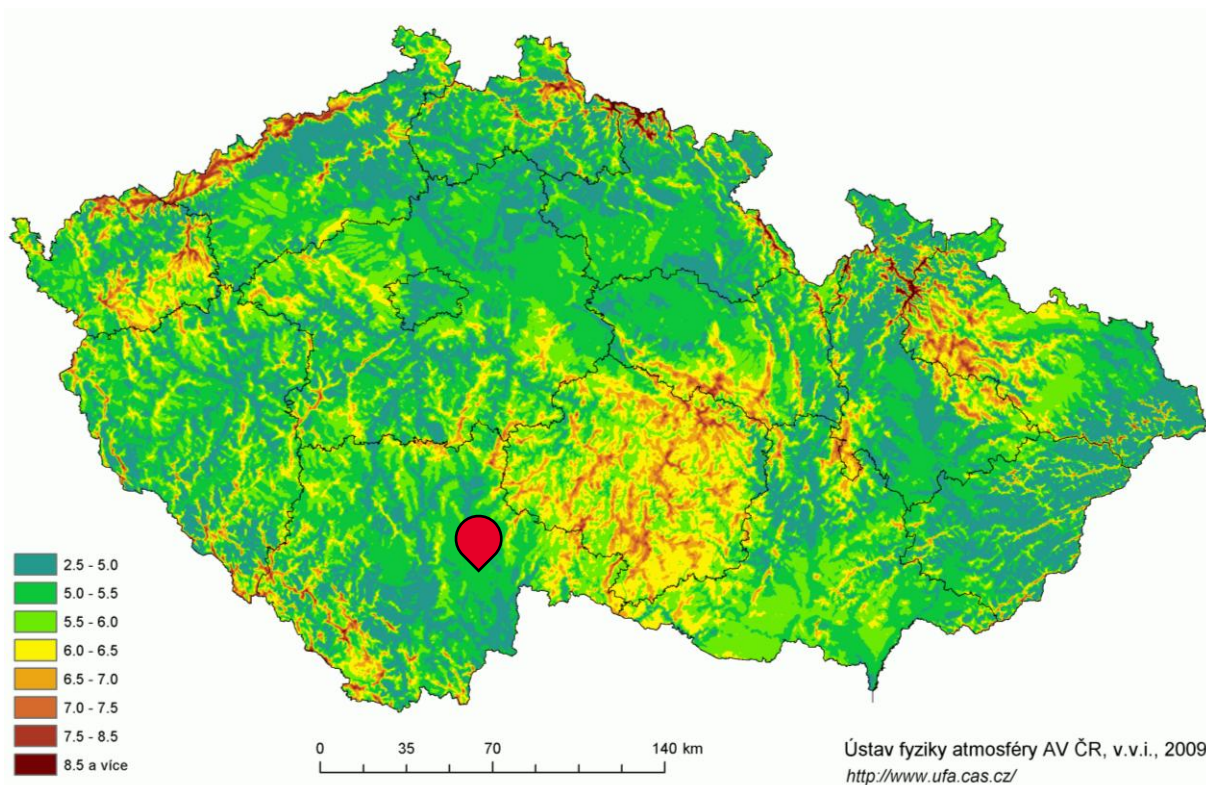 2.5 - 5.0
5.0 - 5.5
5.5 - 6.0
6.0 - 6.5
6.5 - 7.0
7.0 - 7.5
7.5 - 8.5
8.5 a více
0 35 70 140 km
Ústav fyziky atmosféry AV ČR, v.v.i., 2009
http://www.ufa.cas.cz/